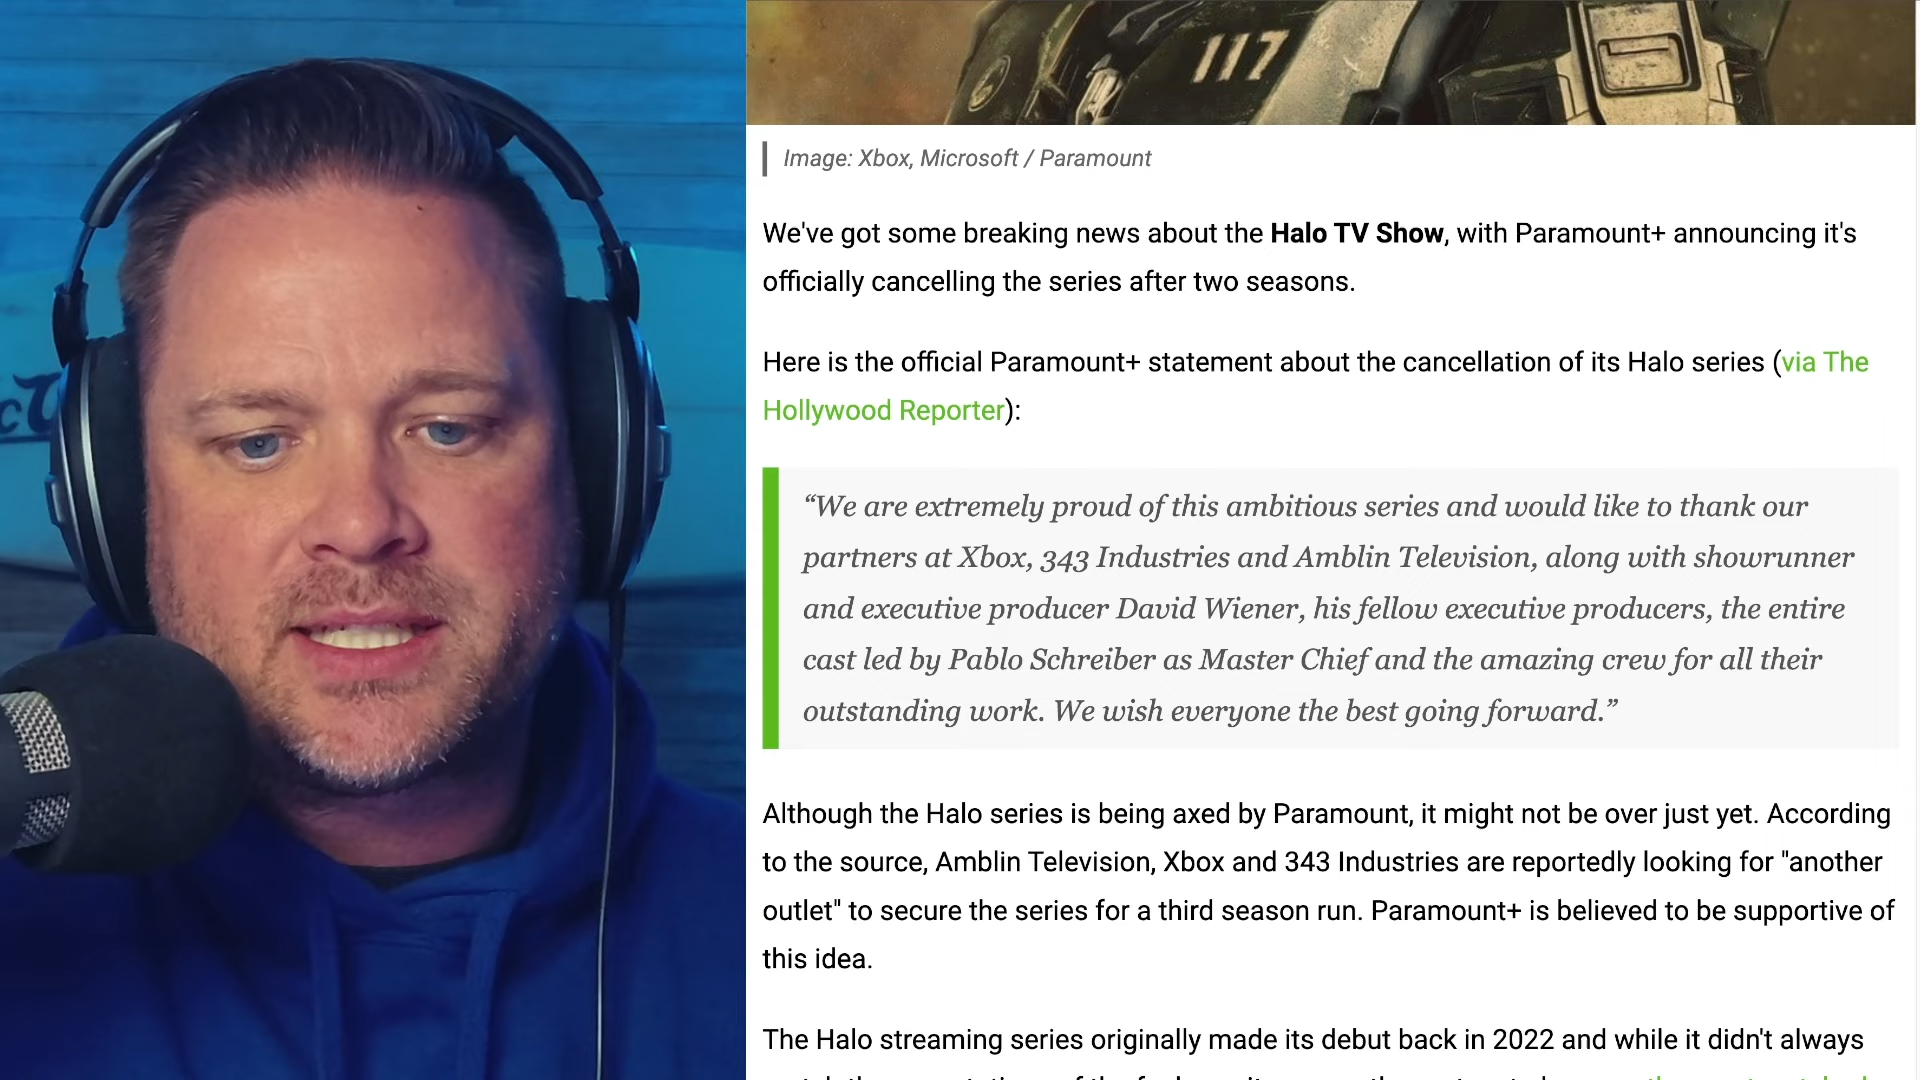 117
Image: Xbox, Microsoft / Paramount
We've got some breaking news about the Halo TV Show, with Paramount+ announcing it's
officially cancelling the series after two seasons.
Here is the official Paramount+ statement about the cancellation of its Halo series (via The
Hollywood Reporter):
“We are extremely proud of this ambitious series and would like to thank our
partners at Xbox, 343 Industries and Amblin Television, along with showrunner
and executive producer David Wiener, his fellow executive producers, the entire
cast led by Pablo Schreiber as Master Chief and the amazing crew for all their
outstanding work. We wish everyone the best going forward.”
Although the Halo series is being axed by Paramount, it might not be over just yet. According
to the source, Amblin Television, Xbox and 343 Industries are reportedly looking for "another
outlet" to secure the series for a third season run. Paramount+ is believed to be supportive of
this idea.
The Halo streaming series originally made its debut back in 2022 and while it didn't always